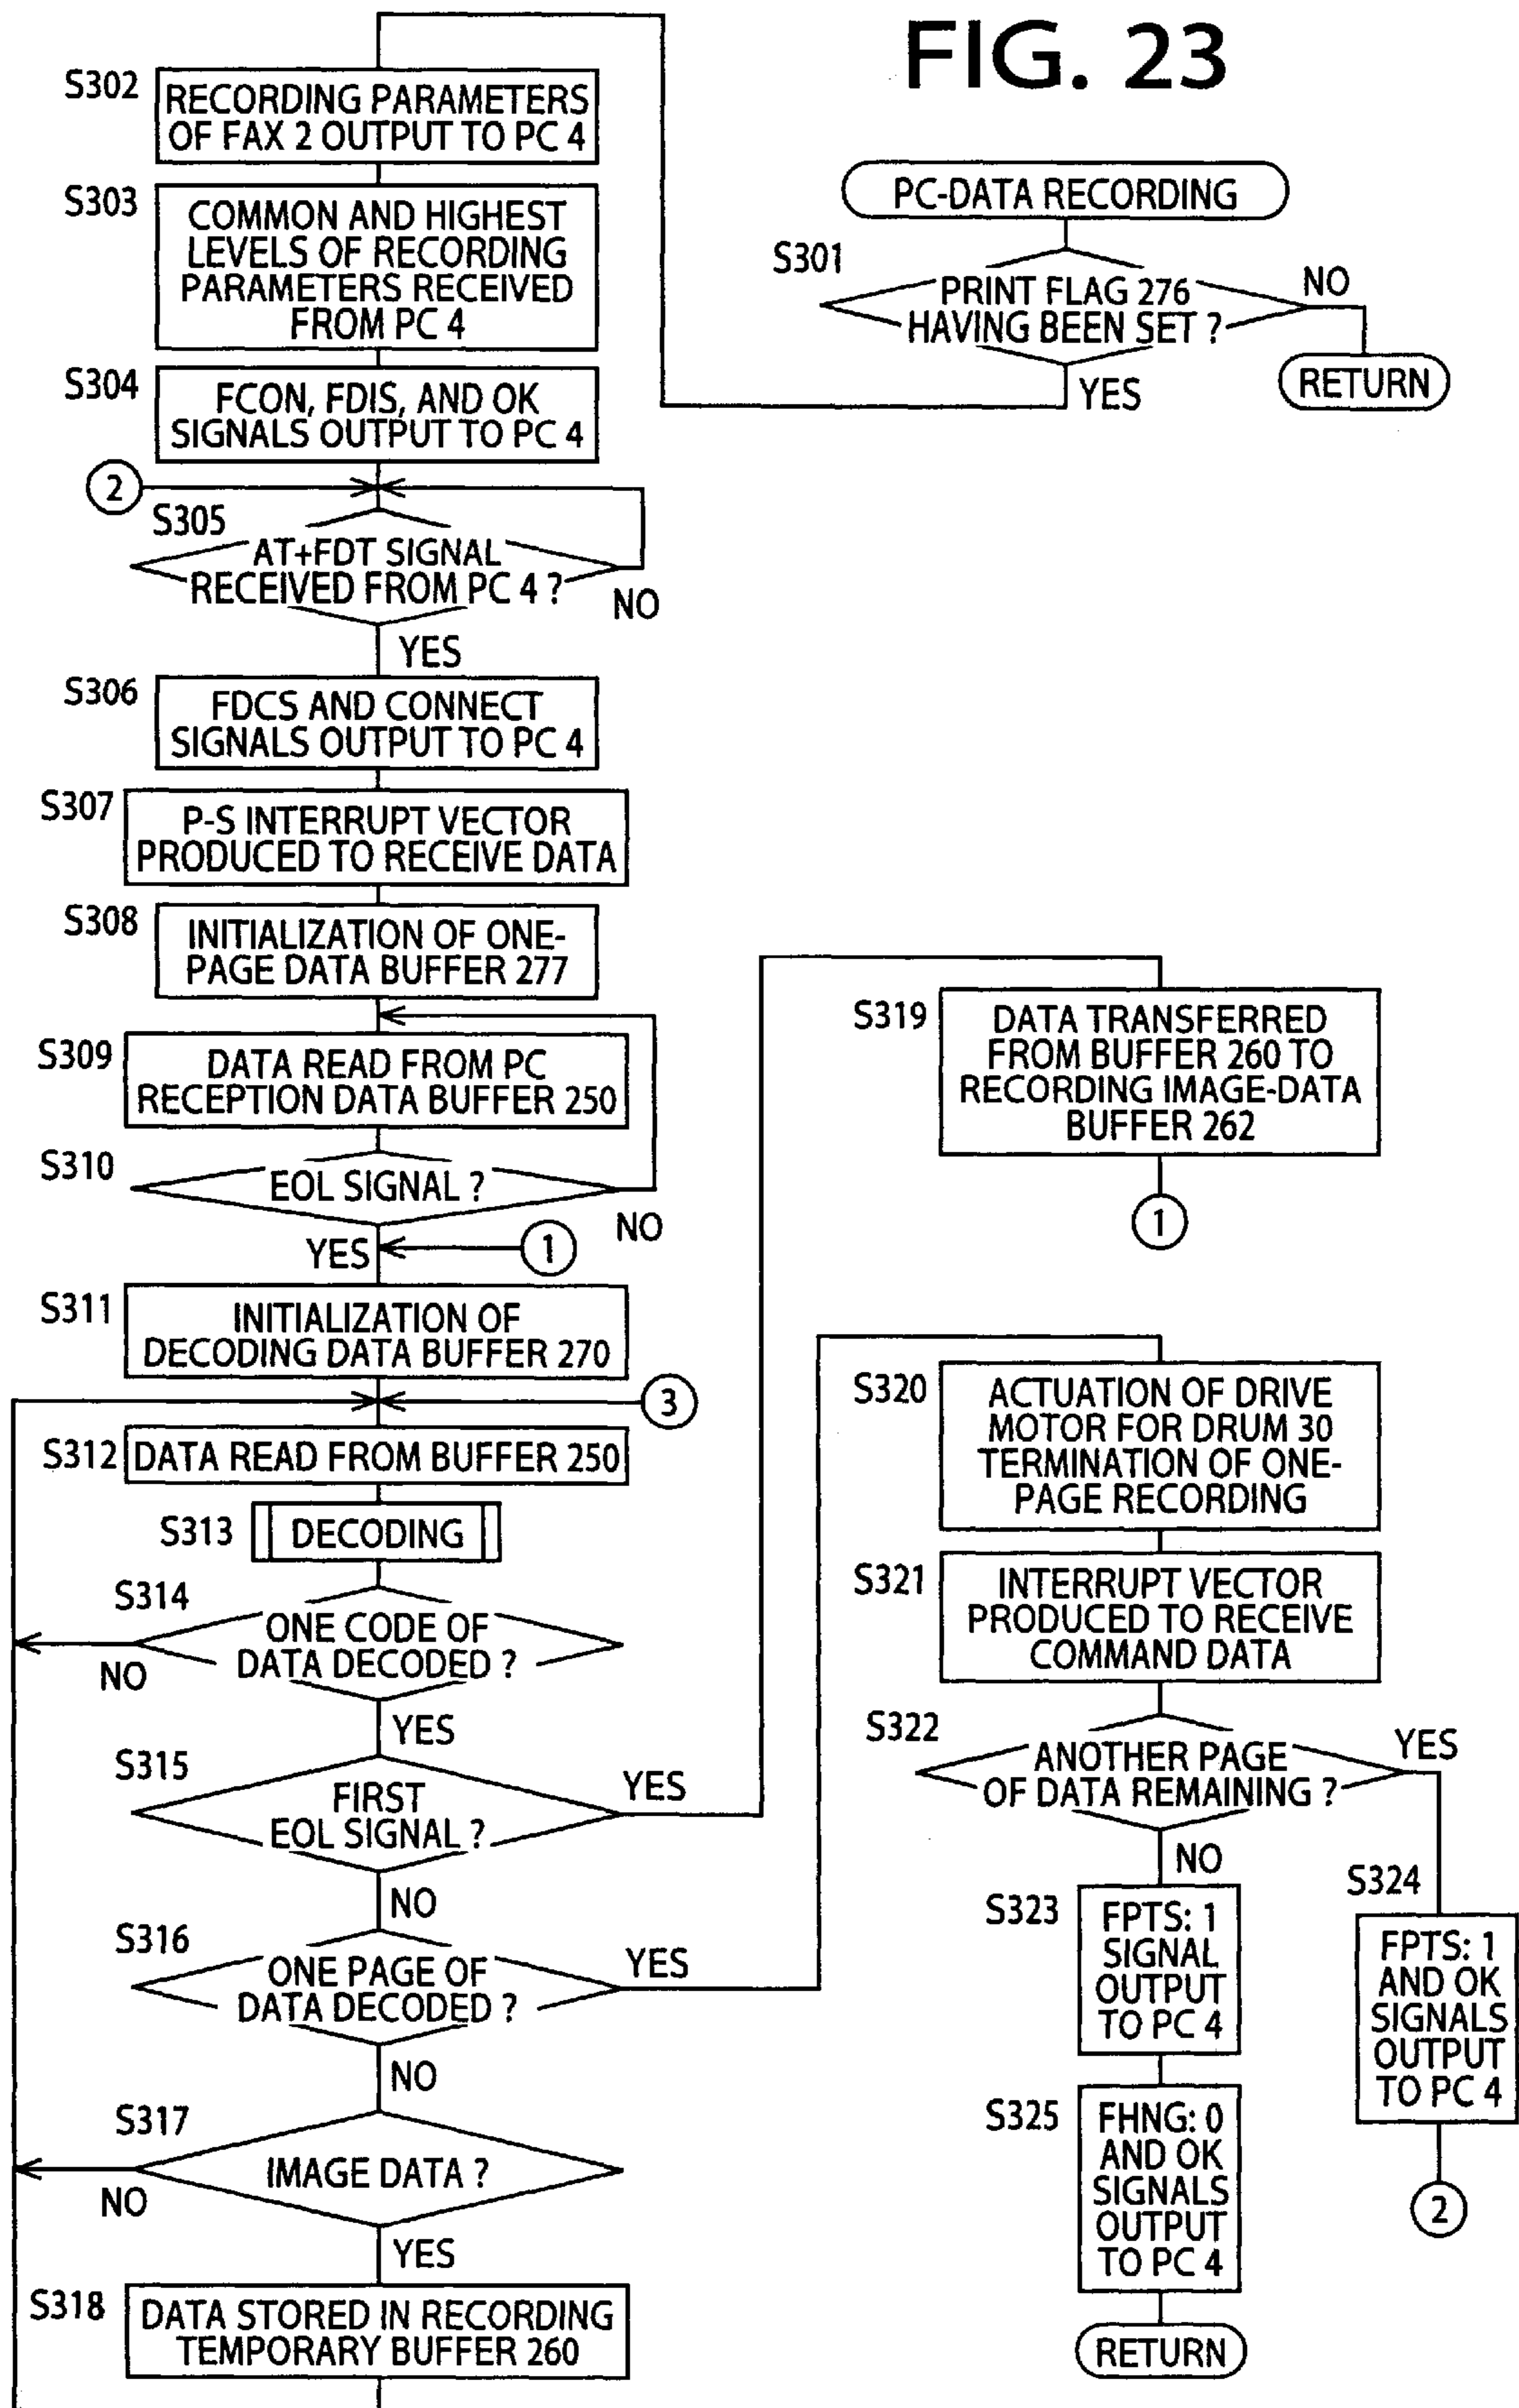 FIG. 23
PC-DATA RECORDING
S301
PRINT FLAG 276
HAVING BEEN SET ?
NO
RETURN
YES
S302
RECORDING PARAMETERS
OF FAX 2 OUTPUT TO PC 4
S303
COMMON AND HIGHEST
LEVELS OF RECORDING
PARAMETERS RECEIVED
FROM PC 4
S304
FCON, FDIS, AND OK
SIGNALS OUTPUT TO PC 4
2
S305
AT+FDT SIGNAL
RECEIVED FROM PC 4 ?
NO
YES
S306
FDCS AND CONNECT
SIGNALS OUTPUT TO PC 4
S307
P-S INTERRUPT VECTOR
PRODUCED TO RECEIVE DATA
S308
INITIALIZATION OF ONE-
PAGE DATA BUFFER 277
S309
DATA READ FROM PC
RECEPTION DATA BUFFER 250
S310
EOL SIGNAL ?
NO
YES
1
S311
INITIALIZATION OF
DECODING DATA BUFFER 270
3
S312
DATA READ FROM BUFFER 250
S313
DECODING
S314
ONE CODE OF
DATA DECODED ?
NO
YES
S315
FIRST
EOL SIGNAL ?
YES
NO
S316
ONE PAGE OF
DATA DECODED ?
YES
NO
S317
IMAGE DATA ?
NO
YES
S318
DATA STORED IN RECORDING
TEMPORARY BUFFER 260
S319
DATA TRANSFERRED
FROM BUFFER 260 TO
RECORDING IMAGE-DATA
BUFFER 262
1
S320
ACTUATION OF DRIVE
MOTOR FOR DRUM 30
TERMINATION OF ONE-
PAGE RECORDING
S321
INTERRUPT VECTOR
PRODUCED TO RECEIVE
COMMAND DATA
S322
ANOTHER PAGE
OF DATA REMAINING ?
YES
NO
S323
FPTS: 1
SIGNAL
OUTPUT
TO PC 4
S324
FPTS: 1
AND OK
SIGNALS
OUTPUT
TO PC 4
2
S325
FHNG: 0
AND OK
SIGNALS
OUTPUT
TO PC 4
RETURN